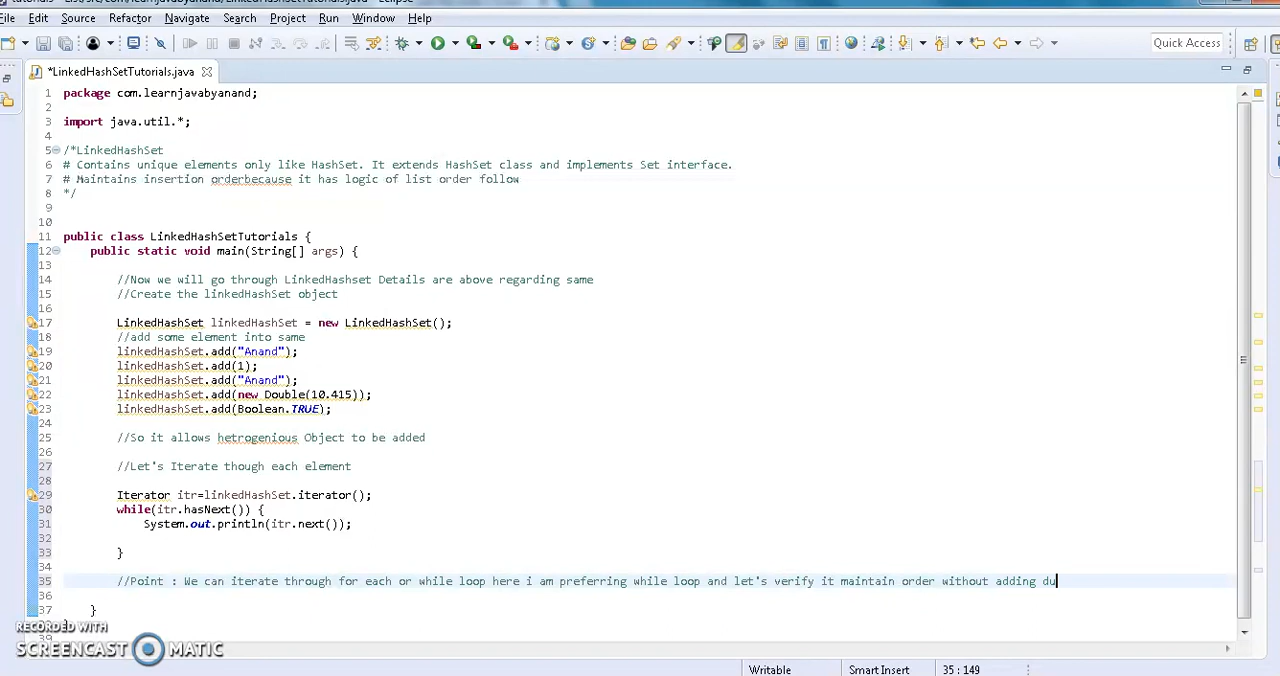 File Edit Source Refactor Navigate Search Project Run Window Help
Quick Access
*LinkedHashSetTutorials.java
1 package com.learnjavabyanand;
2
3 import java.util.*;
4
5 /*LinkedHashSet
6 # Contains unique elements only like HashSet. It extends HashSet class and implements Set interface.
7 # Maintains insertion orderbecause it has logic of list order follow
8 */
9
10
11 public class LinkedHashSetTutorials {
12 public static void main(String[] args) {
13
14 //Now we will go through LinkedHashset Details are above regarding same
15 //Create the linkedHashSet object
16
17 LinkedHashSet linkedHashSet = new LinkedHashSet();
18 //add some element into same
19 linkedHashSet.add("Anand");
20 linkedHashSet.add(1);
21 linkedHashSet.add("Anand");
22 linkedHashSet.add(new Double(10.415));
23 linkedHashSet.add(Boolean.TRUE);
24
25 //So it allows hetrogenious Object to be added
26
27 //Let's Iterate though each element
28
29 Iterator itr=linkedHashSet.iterator();
30 while(itr.hasNext()) {
31 System.out.println(itr.next());
32
33 }
34
35 //Point : We can iterate through for each or while loop here i am preferring while loop and let's verify it maintain order without adding du
36
37 }
RECORDED WITH
SCREENCAST MATIC
39
Writable Smart Insert 35 : 149